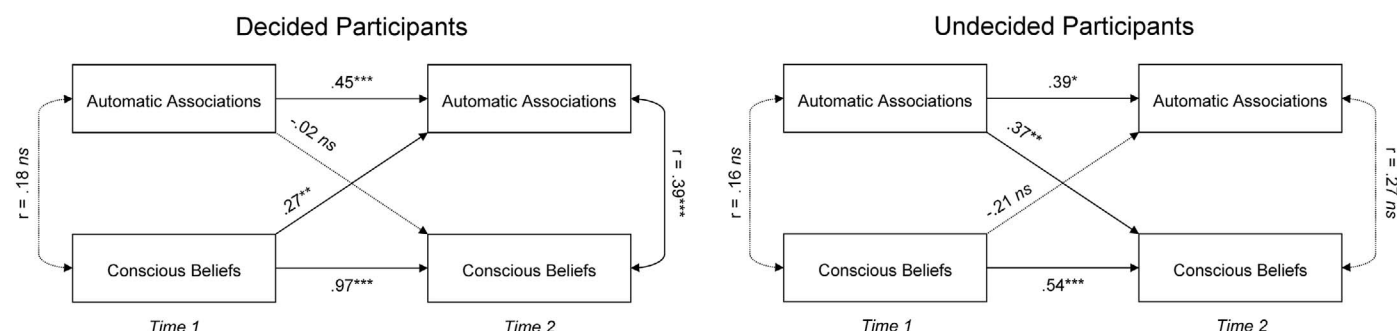 Decided Participants
Automatic Associations
.45***
Automatic Associations
r = .18 ns
-.02 ns
.27**
r = .39***
Conscious Beliefs
.97***
Conscious Beliefs
Time 1
Time 2
Undecided Participants
Automatic Associations
.39*
Automatic Associations
r = .16 ns
.37**
-.21 ns
r = .27 ns
Conscious Beliefs
.54***
Conscious Beliefs
Time 1
Time 2